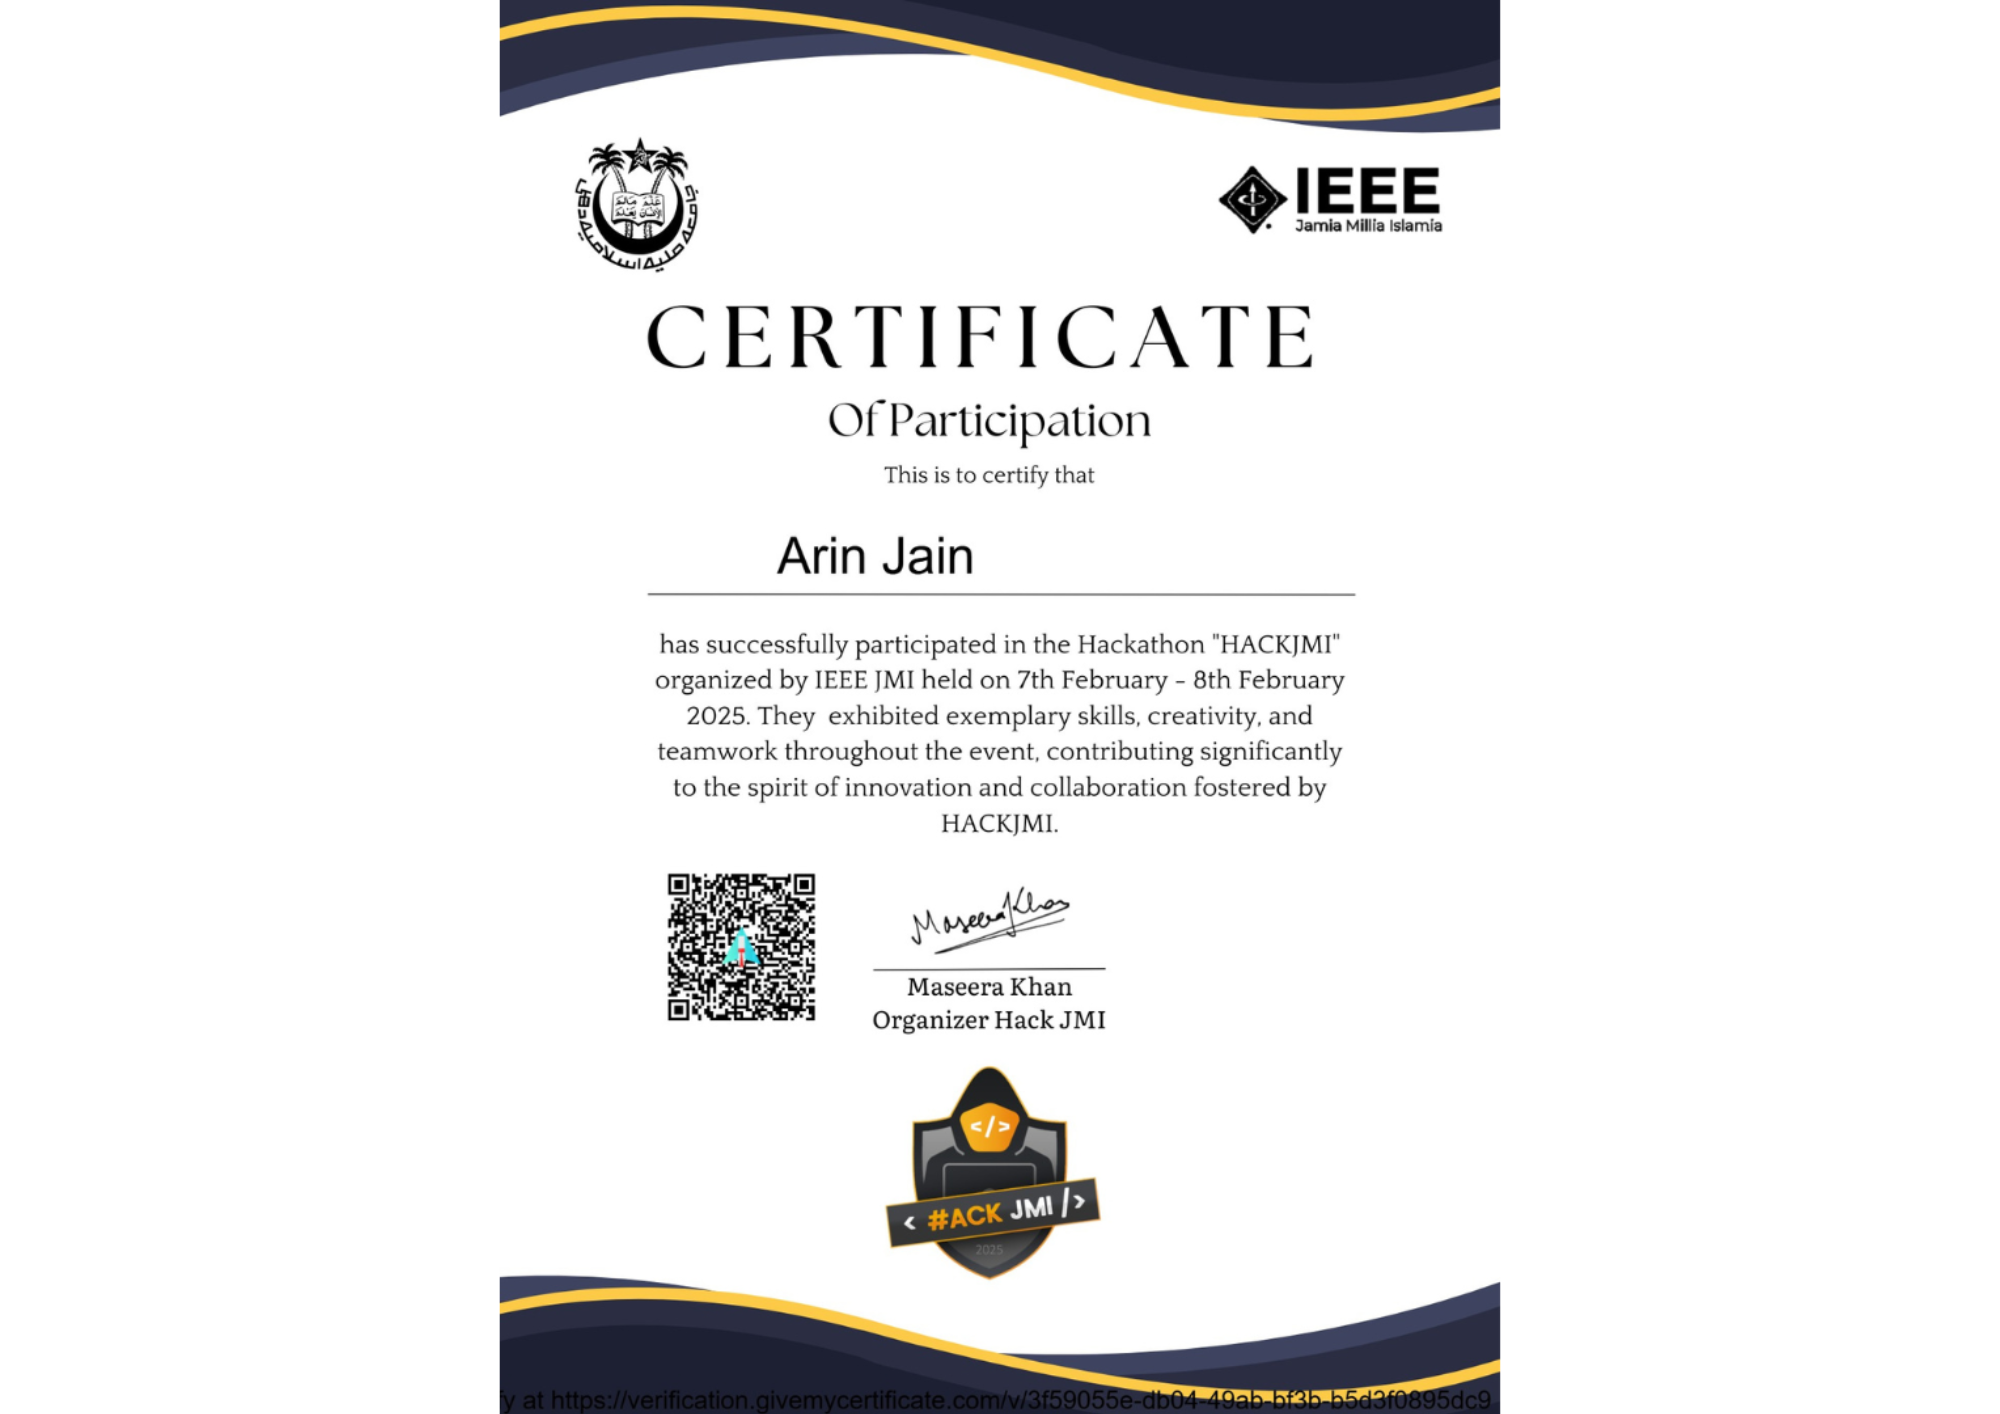 جامعہ ملیہ اسلامیہ دہلی
IEEE
Jamia Millia Islamia
CERTIFICATE
Of Participation
This is to certify that
Arin Jain
has successfully participated in the Hackathon "HACKJMI"
organized by IEEE JMI held on 7th February - 8th February
2025. They exhibited exemplary skills, creativity, and
teamwork throughout the event, contributing significantly
to the spirit of innovation and collaboration fostered by
HACKJMI.
Maseera Khan
Maseera Khan
Organizer Hack JMI
</>
< #ACK JMI />
2025
fy at https://verification.givemycertificate.com/v/3f59055e-db04-49ab-bf3b-b5d3f0895dc9